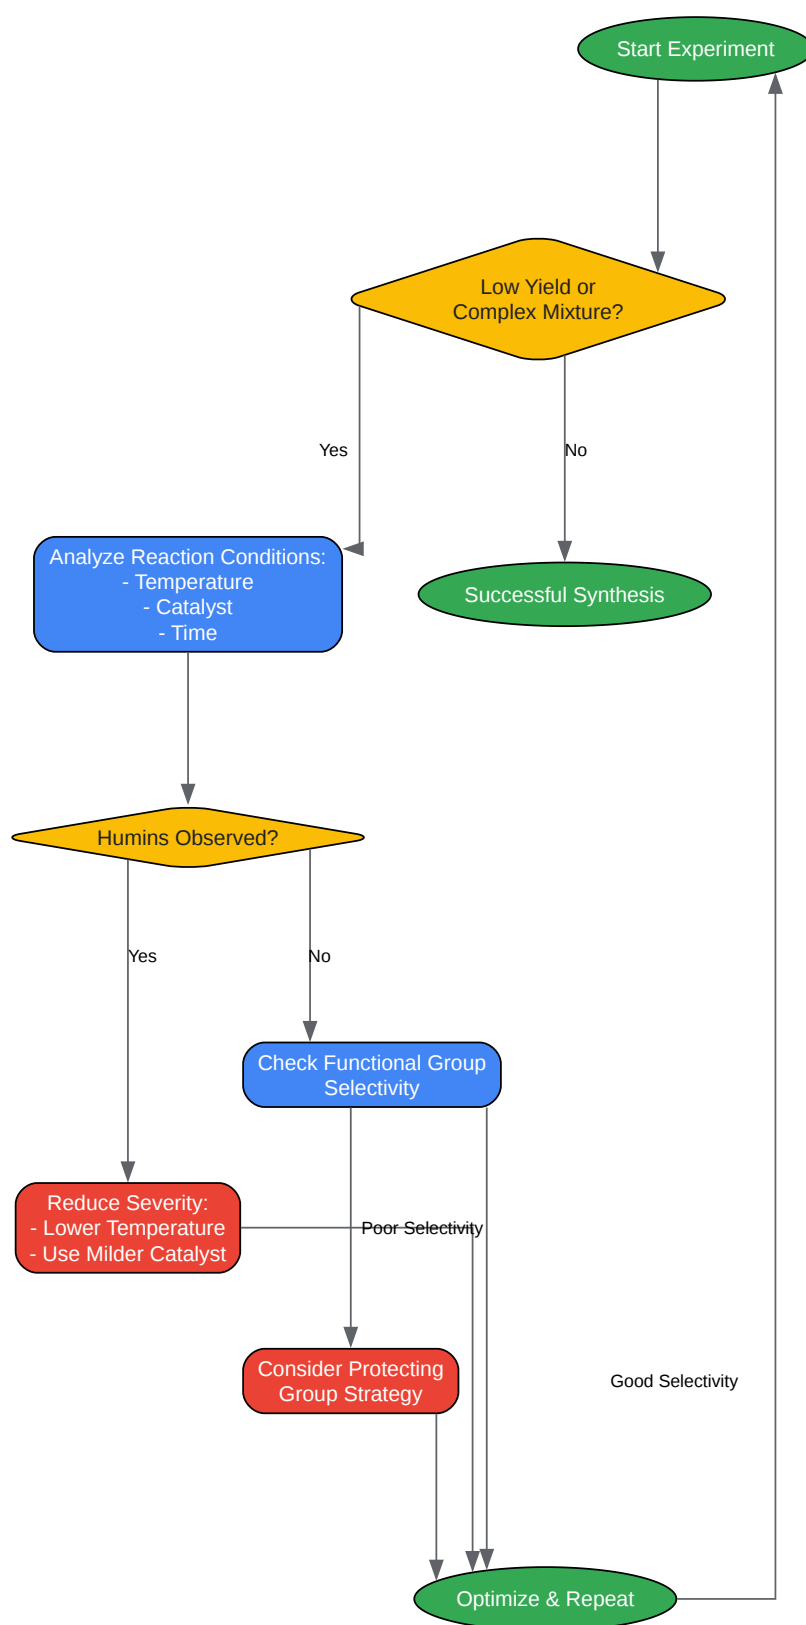 Start Experiment
Low Yield or
Complex Mixture?
Yes
No
Analyze Reaction Conditions:
- Temperature
- Catalyst
- Time
Successful Synthesis
Humins Observed?
Yes
No
Check Functional Group
Selectivity
Reduce Severity:
- Lower Temperature
- Use Milder Catalyst
Poor Selectivity
Consider Protecting
Group Strategy
Good Selectivity
Optimize & Repeat